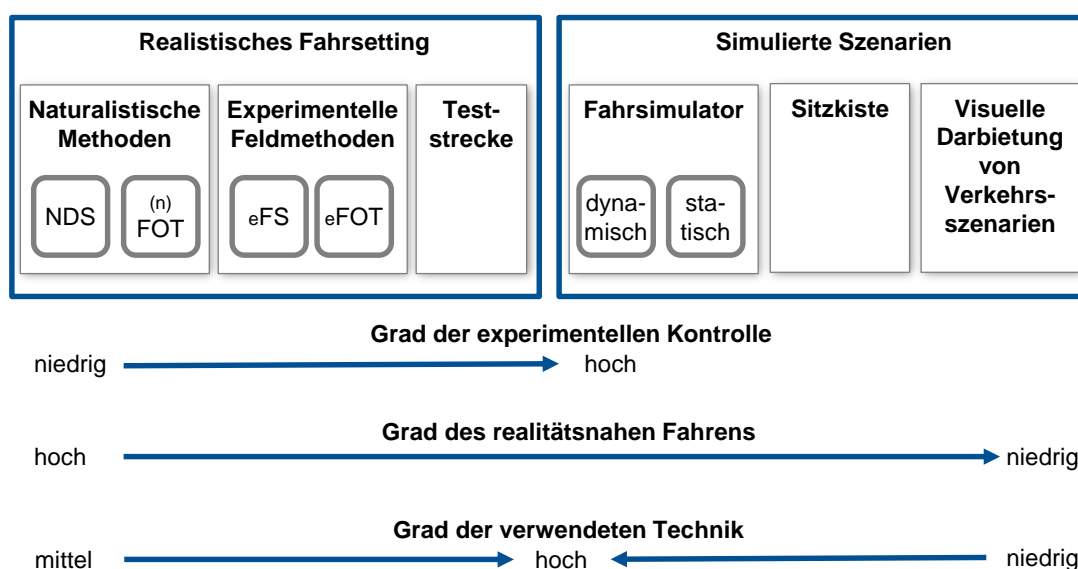 Realistisches Fahrsetting
Naturalistische
Methoden
NDS
(n)
FOT
Experimentelle
Feldmethoden
eFS
eFOT
Test-
strecke
Simulierte Szenarien
Fahrsimulator
dyna-
misch
sta-
tisch
Sitzkiste
Visuelle
Darbietung
von
Verkehrs-
szenarien
Grad der experimentellen Kontrolle
niedrig hoch
Grad des realitätsnahen Fahrens
hoch niedrig
Grad der verwendeten Technik
mittel hoch niedrig